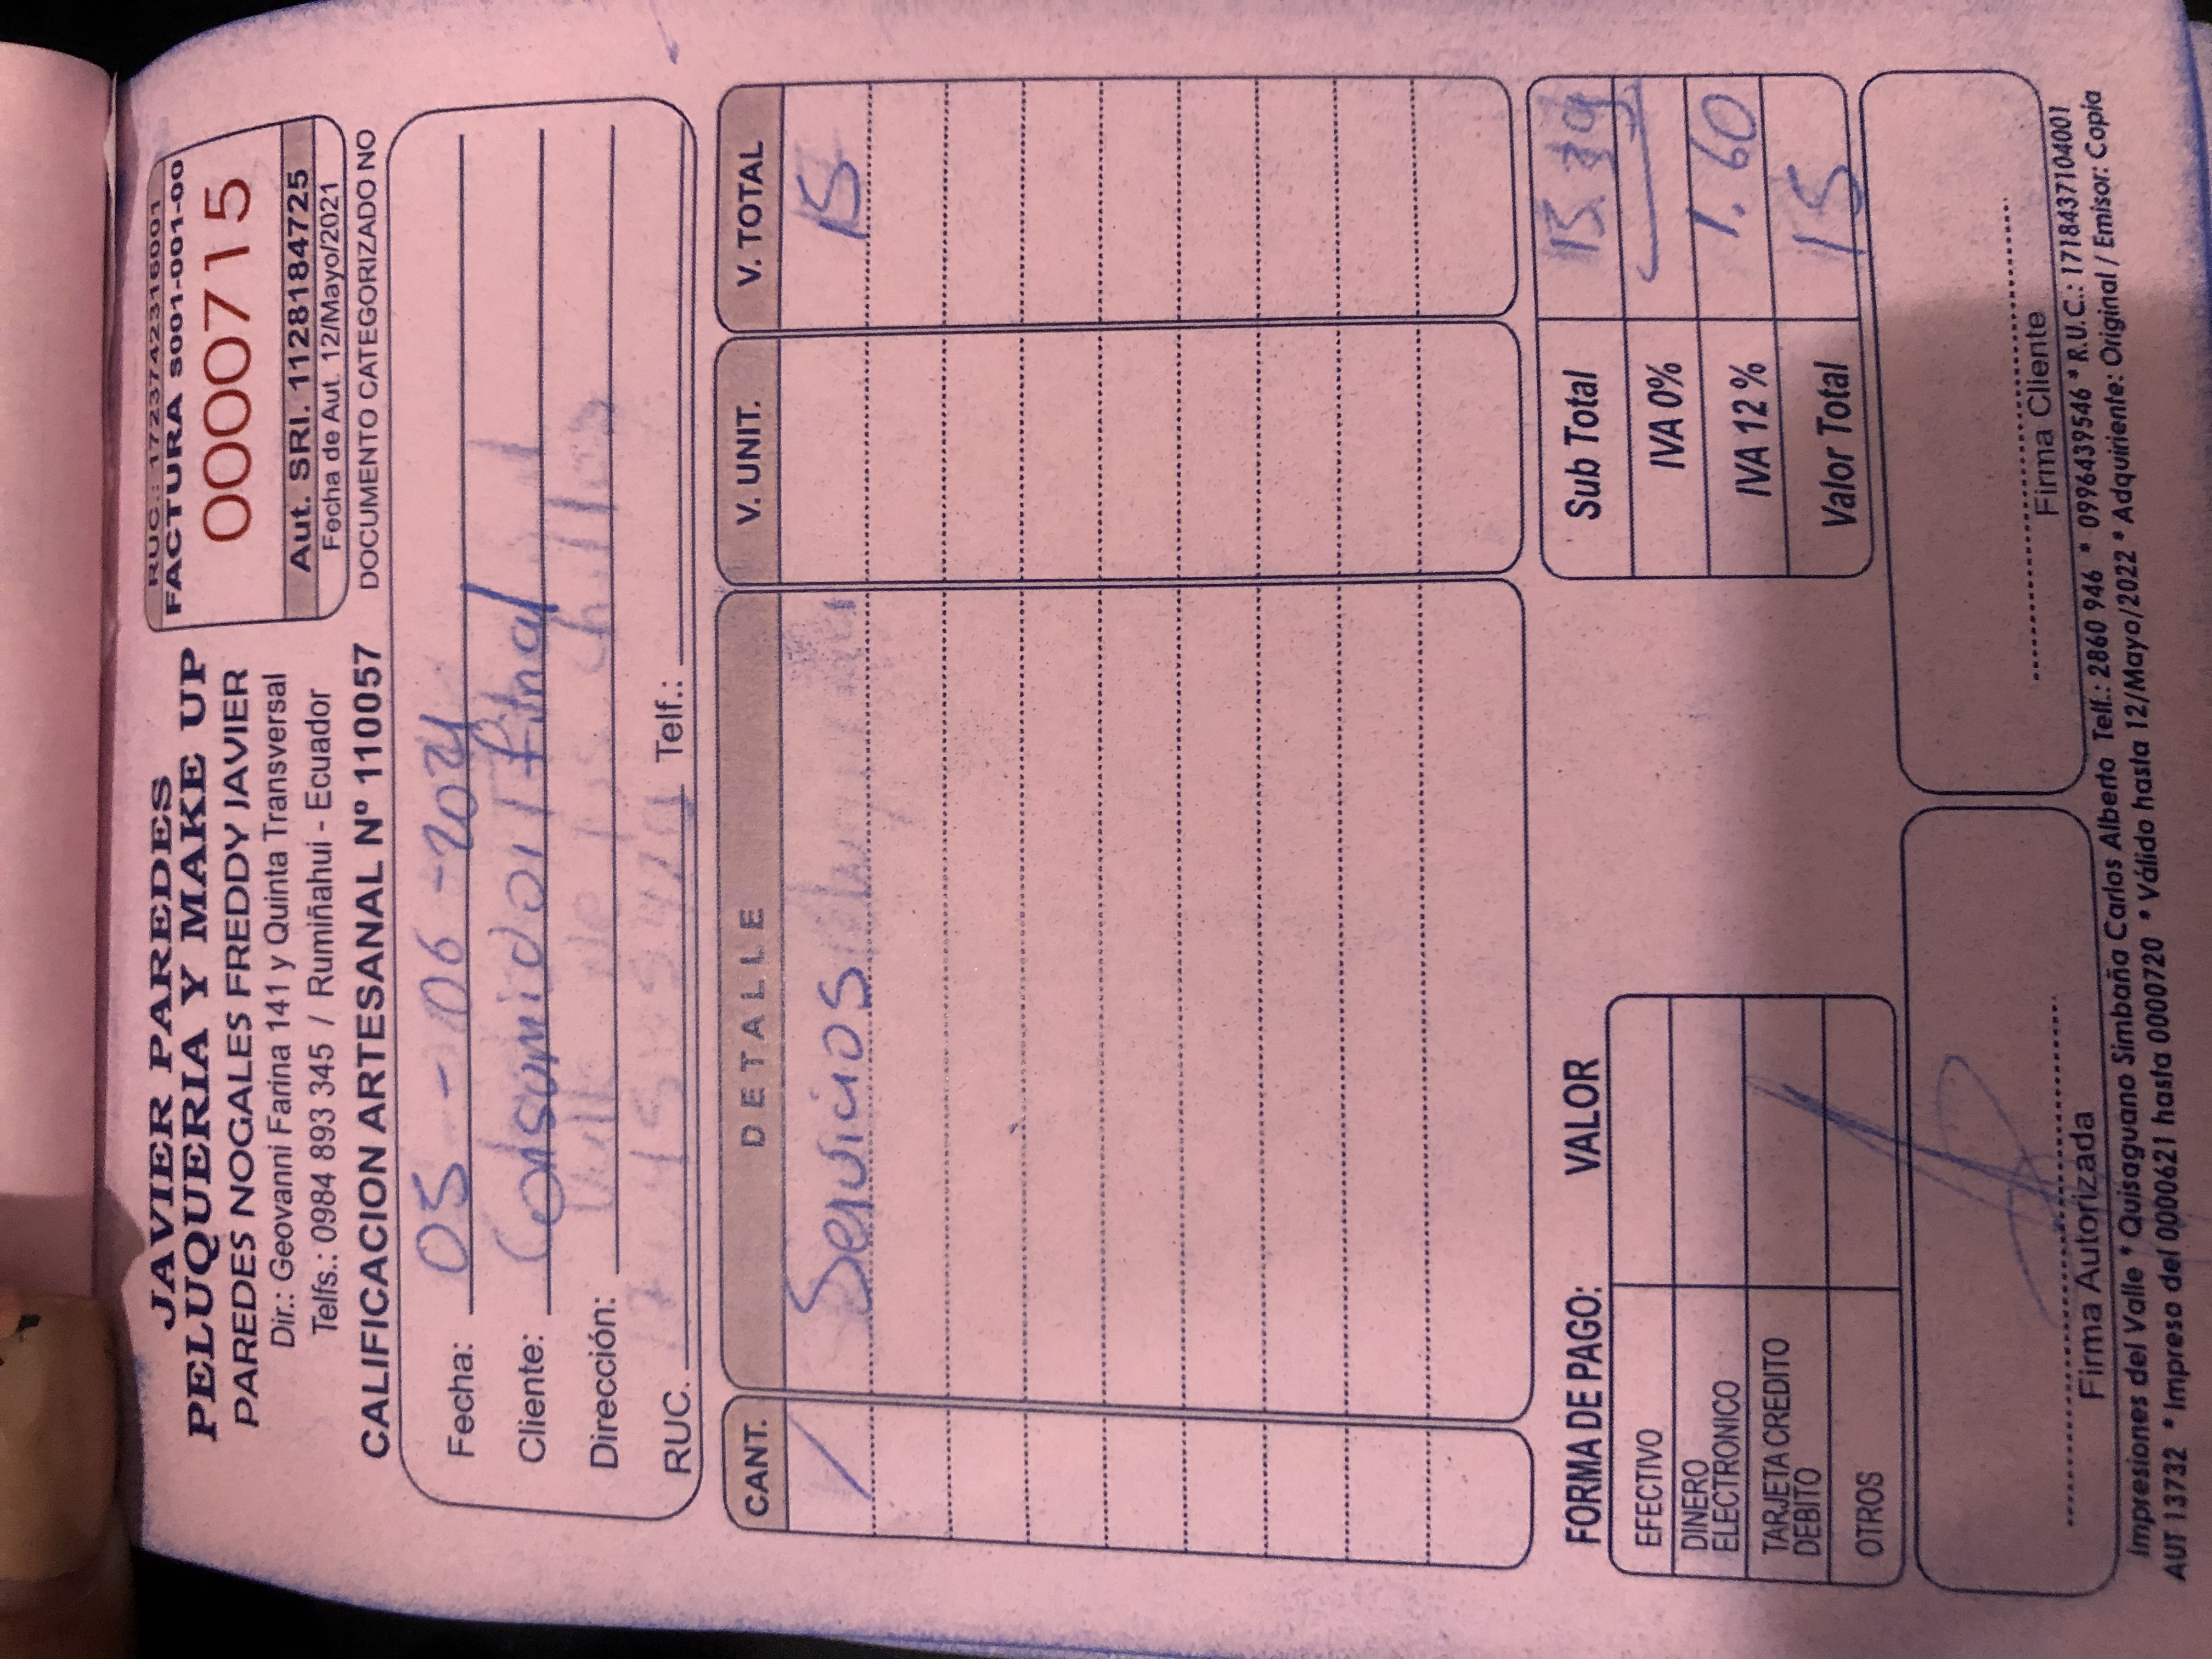 JAVIER PAREDES
PELUQUERIA Y MAKE UP
PAREDES NOGALES FREDDY JAVIER
Dir.: Geovanni Farina 141 y Quinta Transversal
Telfs.: 0984 893 345 / Rumiñahui - Ecuador
CALIFICACION ARTESANAL Nº 110057
RUC.: 1723742316001
FACTURA S001-001-00
0000715
Aut. SRI. 1128184725
Fecha de Aut. 12/Mayo/2021
DOCUMENTO CATEGORIZADO NO
Fecha: 05 - 06 - 2021
Cliente: Consumidor final
Dirección: Valle de los chillos
RUC. Telf.:
CANT. DETALLE V. UNIT. V. TOTAL
/ Servicios 15
FORMA DE PAGO: VALOR
EFECTIVO
DINERO
ELECTRONICO
TARJETA CREDITO
DEBITO
OTROS
Sub Total
IVA 0%
IVA 12 % 1.60
Valor Total 15
Firma Autorizada
Firma Cliente
Impresiones del Valle * Quisaguano Simbaña Carlos Alberto Telf.: 2860 946 * 0996439546 * R.U.C.: 1718437104001
AUT 13732 * Impreso del 0000621 hasta 0000720 * Válido hasta 12/Mayo/2022 * Adquiriente: Original / Emisor: Copia